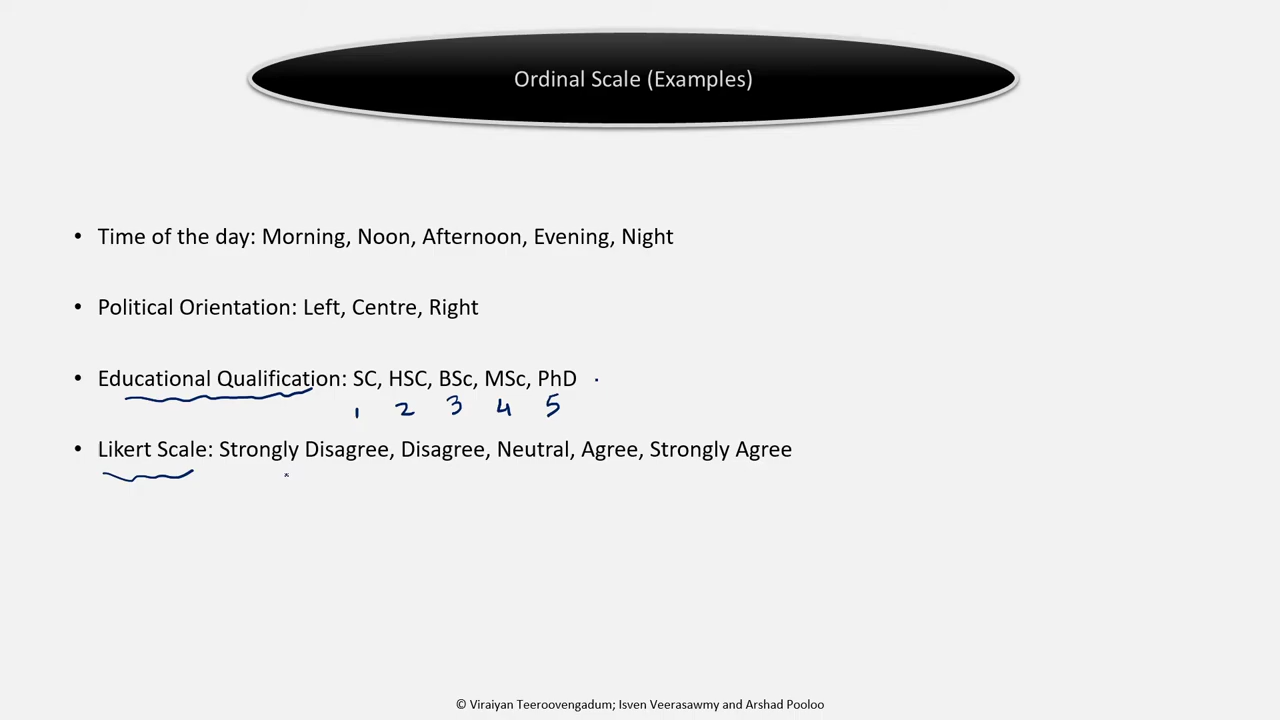 Ordinal Scale (Examples)
• Time of the day: Morning, Noon, Afternoon, Evening, Night
• Political Orientation: Left, Centre, Right
• Educational Qualification: SC, HSC, BSc, MSc, PhD
1 2 3 4 5
• Likert Scale: Strongly Disagree, Disagree, Neutral, Agree, Strongly Agree
© Viraiyan Teeroovengadum; Isven Veerasawmy and Arshad Pooloo